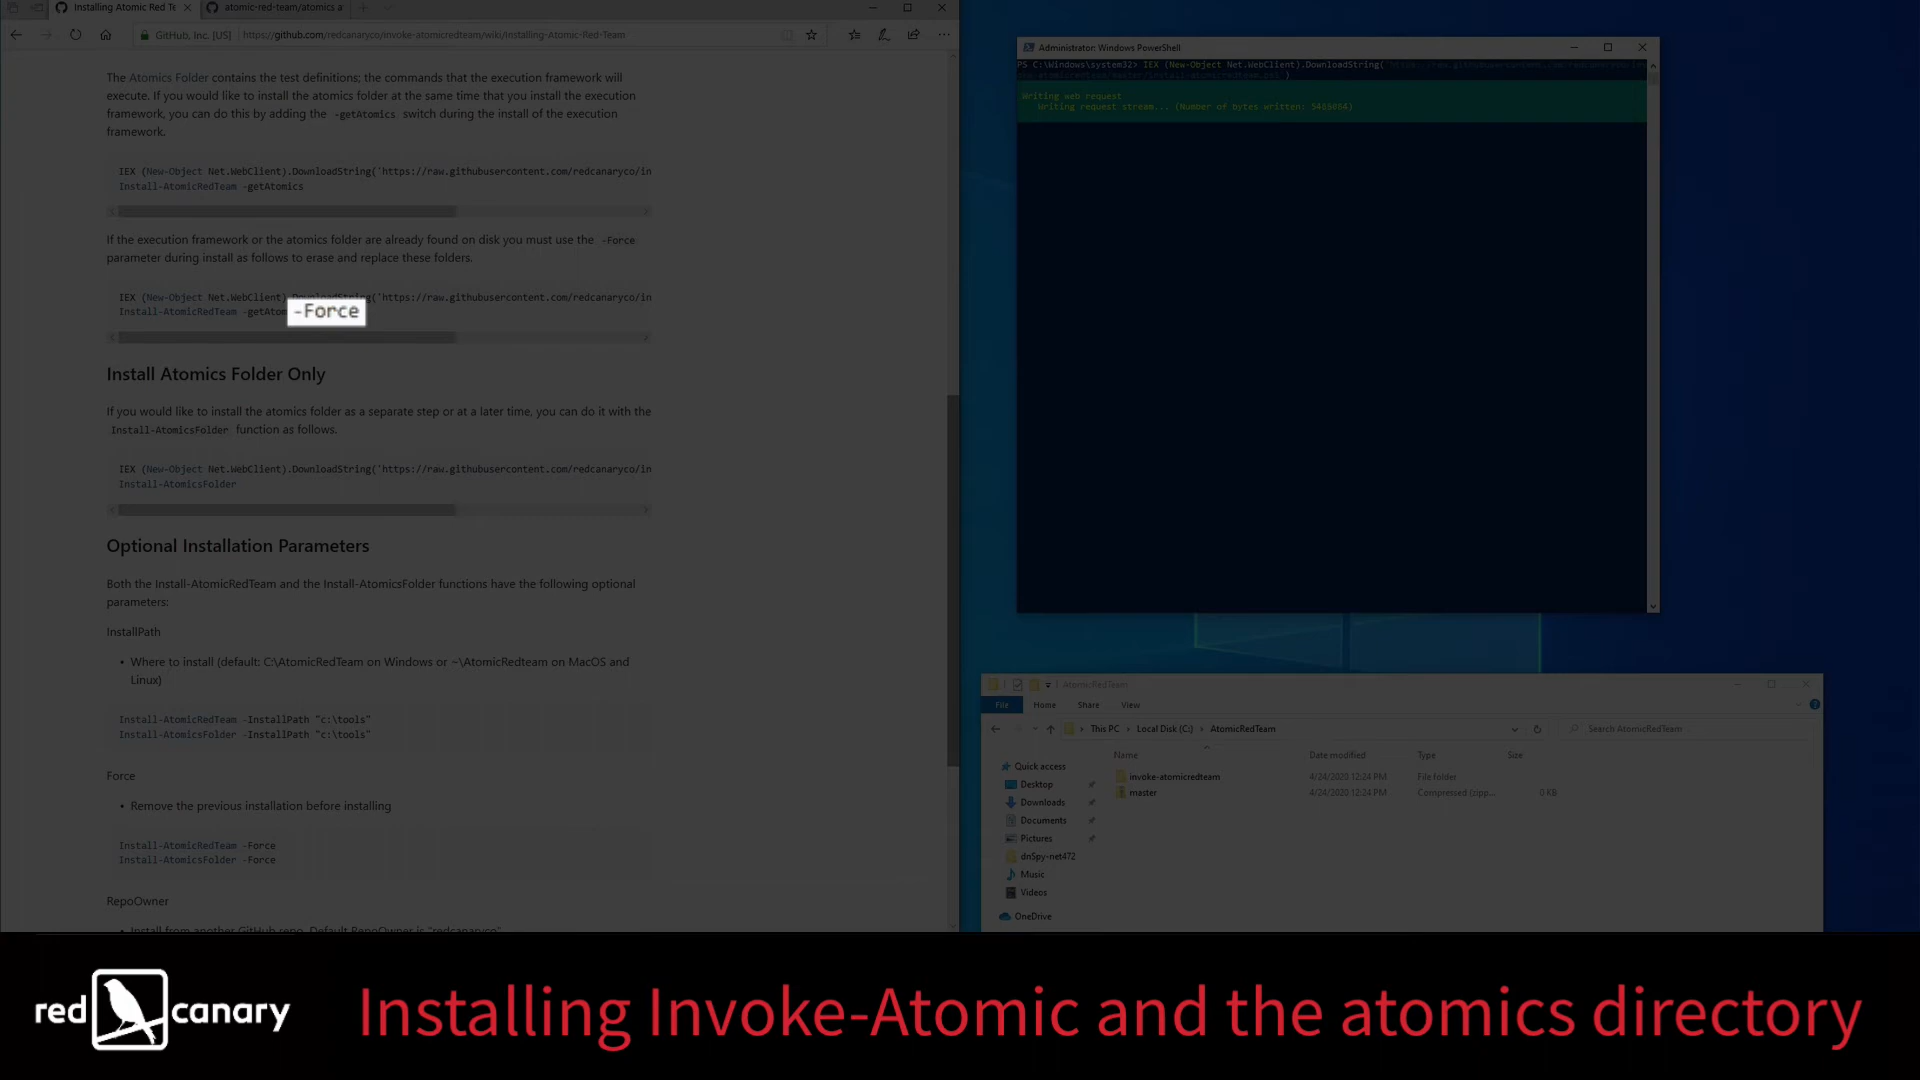 Installing Atomic Red Te
atomic-red-team/atomics a
GitHub, Inc. [US]
https://github.com/redcanaryco/invoke-atomicredteam/wiki/Installing-Atomic-Red-Team
The Atomics Folder contains the test definitions; the commands that the execution framework will
execute. If you would like to install the atomics folder at the same time that you install the execution
framework, you can do this by adding the -getAtomics switch during the install of the execution
framework.
IEX (New-Object Net.WebClient).DownloadString('https://raw.githubusercontent.com/redcanaryco/in
Install-AtomicRedTeam -getAtomics
If the execution framework or the atomics folder are already found on disk you must use the -Force
parameter during install as follows to erase and replace these folders.
IEX (New-Object Net.WebClient).DownloadString('https://raw.githubusercontent.com/redcanaryco/in
Install-AtomicRedTeam -getAtom
-Force
Install Atomics Folder Only
If you would like to install the atomics folder as a separate step or at a later time, you can do it with the
Install-AtomicsFolder function as follows.
IEX (New-Object Net.WebClient).DownloadString('https://raw.githubusercontent.com/redcanaryco/in
Install-AtomicsFolder
Optional Installation Parameters
Both the Install-AtomicRedTeam and the Install-AtomicsFolder functions have the following optional
parameters:
InstallPath
• Where to install (default: C:\AtomicRedTeam on Windows or ~\AtomicRedteam on MacOS and
Linux)
Install-AtomicRedTeam -InstallPath "c:\tools"
Install-AtomicsFolder -InstallPath "c:\tools"
Force
• Remove the previous installation before installing
Install-AtomicRedTeam -Force
Install-AtomicsFolder -Force
RepoOwner
• Install from another GitHub repo. Default RepoOwner is "redcanaryco"
Administrator: Windows PowerShell
PS C:\Windows\system32> IEX (New-Object Net.WebClient).DownloadString(
Writing web request
Writing request stream... (Number of bytes written: 5489084)
AtomicRedTeam
File Home Share View
This PC > Local Disk (C:) > AtomicRedTeam
Search AtomicRedTeam
Name Date modified Type Size
Quick access
Desktop
Downloads
Documents
Pictures
dnSpy-net472
Music
Videos
OneDrive
invoke-atomicredteam 4/24/2020 12:24 PM File folder
master 4/24/2020 12:24 PM Compressed (zipp... 0 KB
red canary
Installing Invoke-Atomic and the atomics directory